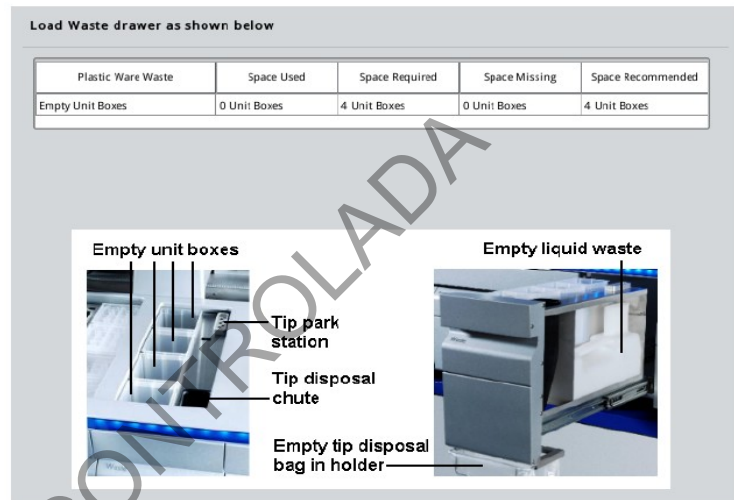 Load Waste drawer as shown below
Plastic Ware Waste Space Used Space Required Space Missing Space Recommended
Empty Unit Boxes 0 Unit Boxes 4 Unit Boxes 0 Unit Boxes 4 Unit Boxes
Empty unit boxes
Tip park
station
Tip disposal
chute
Empty liquid waste
Empty tip disposal
bag in holder
Waste
ONTROLADA